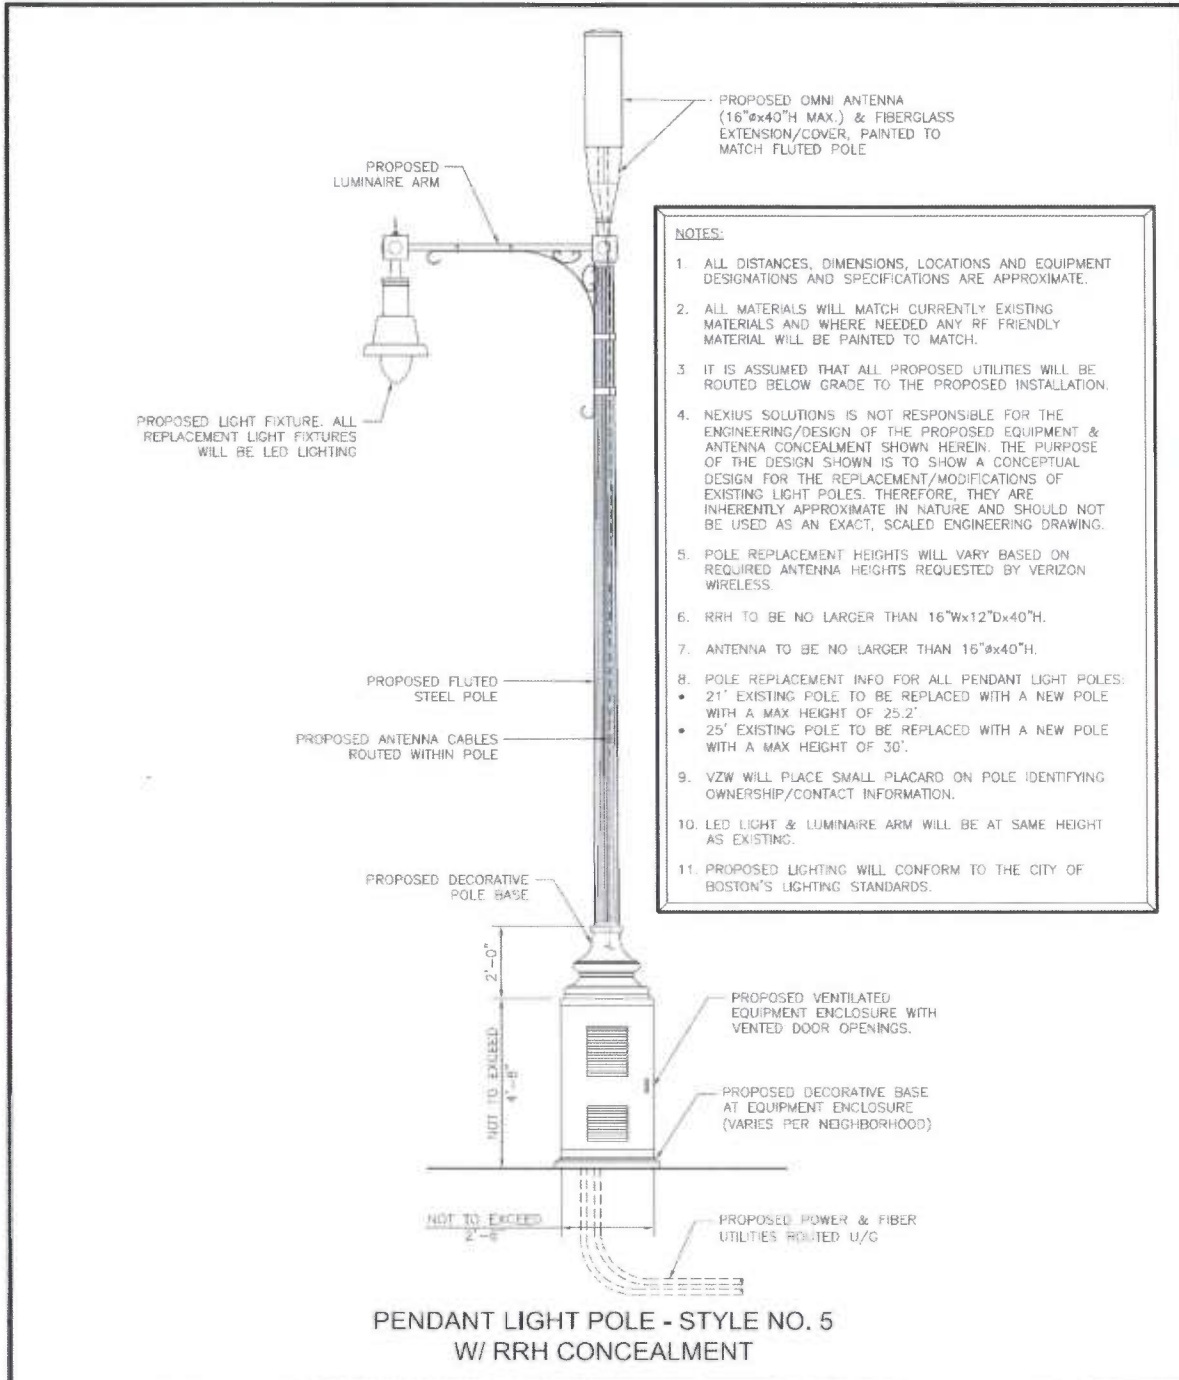 PROPOSED OMNI ANTENNA
(16"øx40"H MAX.) & FIBERGLASS
EXTENSION/COVER, PAINTED TO
MATCH FLUTED POLE
PROPOSED
LUMINAIRE ARM
PROPOSED LIGHT FIXTURE. ALL
REPLACEMENT LIGHT FIXTURES
WILL BE LED LIGHTING
NOTES:
1. ALL DISTANCES, DIMENSIONS, LOCATIONS AND EQUIPMENT
DESIGNATIONS AND SPECIFICATIONS ARE APPROXIMATE.
2. ALL MATERIALS WILL MATCH CURRENTLY EXISTING
MATERIALS AND WHERE NEEDED ANY RF FRIENDLY
MATERIAL WILL BE PAINTED TO MATCH.
3 IT IS ASSUMED THAT ALL PROPOSED UTILITIES WILL BE
ROUTED BELOW GRADE TO THE PROPOSED INSTALLATION.
4. NEXIUS SOLUTIONS IS NOT RESPONSIBLE FOR THE
ENGINEERING/DESIGN OF THE PROPOSED EQUIPMENT &
ANTENNA CONCEALMENT SHOWN HEREIN. THE PURPOSE
OF THE DESIGN SHOWN IS TO SHOW A CONCEPTUAL
DESIGN FOR THE REPLACEMENT/MODIFICATIONS OF
EXISTING LIGHT POLES. THEREFORE, THEY ARE
INHERENTLY APPROXIMATE IN NATURE AND SHOULD NOT
BE USED AS AN EXACT, SCALED ENGINEERING DRAWING.
5. POLE REPLACEMENT HEIGHTS WILL VARY BASED ON
REQUIRED ANTENNA HEIGHTS REQUESTED BY VERIZON
WIRELESS.
6. RRH TO BE NO LARGER THAN 16"Wx12"Dx40"H.
7. ANTENNA TO BE NO LARGER THAN 16"øx40"H.
8. POLE REPLACEMENT INFO FOR ALL PENDANT LIGHT POLES:
• 21' EXISTING POLE TO BE REPLACED WITH A NEW POLE
WITH A MAX HEIGHT OF 25.2'.
• 25' EXISTING POLE TO BE REPLACED WITH A NEW POLE
WITH A MAX HEIGHT OF 30'.
9. VZW WILL PLACE SMALL PLACARD ON POLE IDENTIFYING
OWNERSHIP/CONTACT INFORMATION.
10. LED LIGHT & LUMINAIRE ARM WILL BE AT SAME HEIGHT
AS EXISTING.
11. PROPOSED LIGHTING WILL CONFORM TO THE CITY OF
BOSTON'S LIGHTING STANDARDS.
PROPOSED FLUTED
STEEL POLE
PROPOSED ANTENNA CABLES
ROUTED WITHIN POLE
PROPOSED DECORATIVE
POLE BASE
2'-0"
NOT TO EXCEED
PROPOSED VENTILATED
EQUIPMENT ENCLOSURE WITH
VENTED DOOR OPENINGS.
PROPOSED DECORATIVE BASE
AT EQUIPMENT ENCLOSURE
(VARIES PER NEIGHBORHOOD)
NOT TO EXCEED
PROPOSED POWER & FIBER
UTILITIES ROUTED U/G
PENDANT LIGHT POLE - STYLE NO. 5
W/ RRH CONCEALMENT